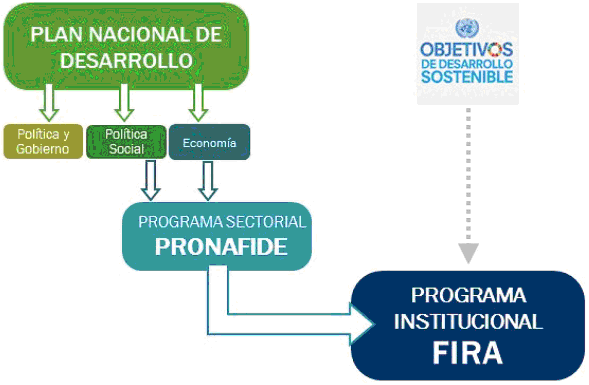 PLAN NACIONAL DE
DESARROLLO
OBJETIVOS
DE DESARROLLO
SOSTENIBLE
Política y
Gobierno
Política
Social
Economía
PROGRAMA SECTORIAL
PRONAFIDE
PROGRAMA
INSTITUCIONAL
FIRA